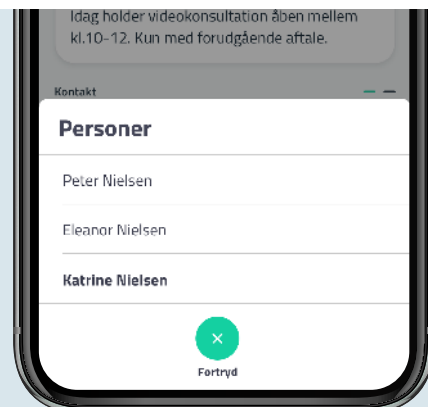 Idag holder videokonsultation åben mellem
kl.10-12. Kun med forudgående aftale.
Kontakt
Personer
Peter Nielsen
Eleanor Nielsen
Katrine Nielsen
Fortryd